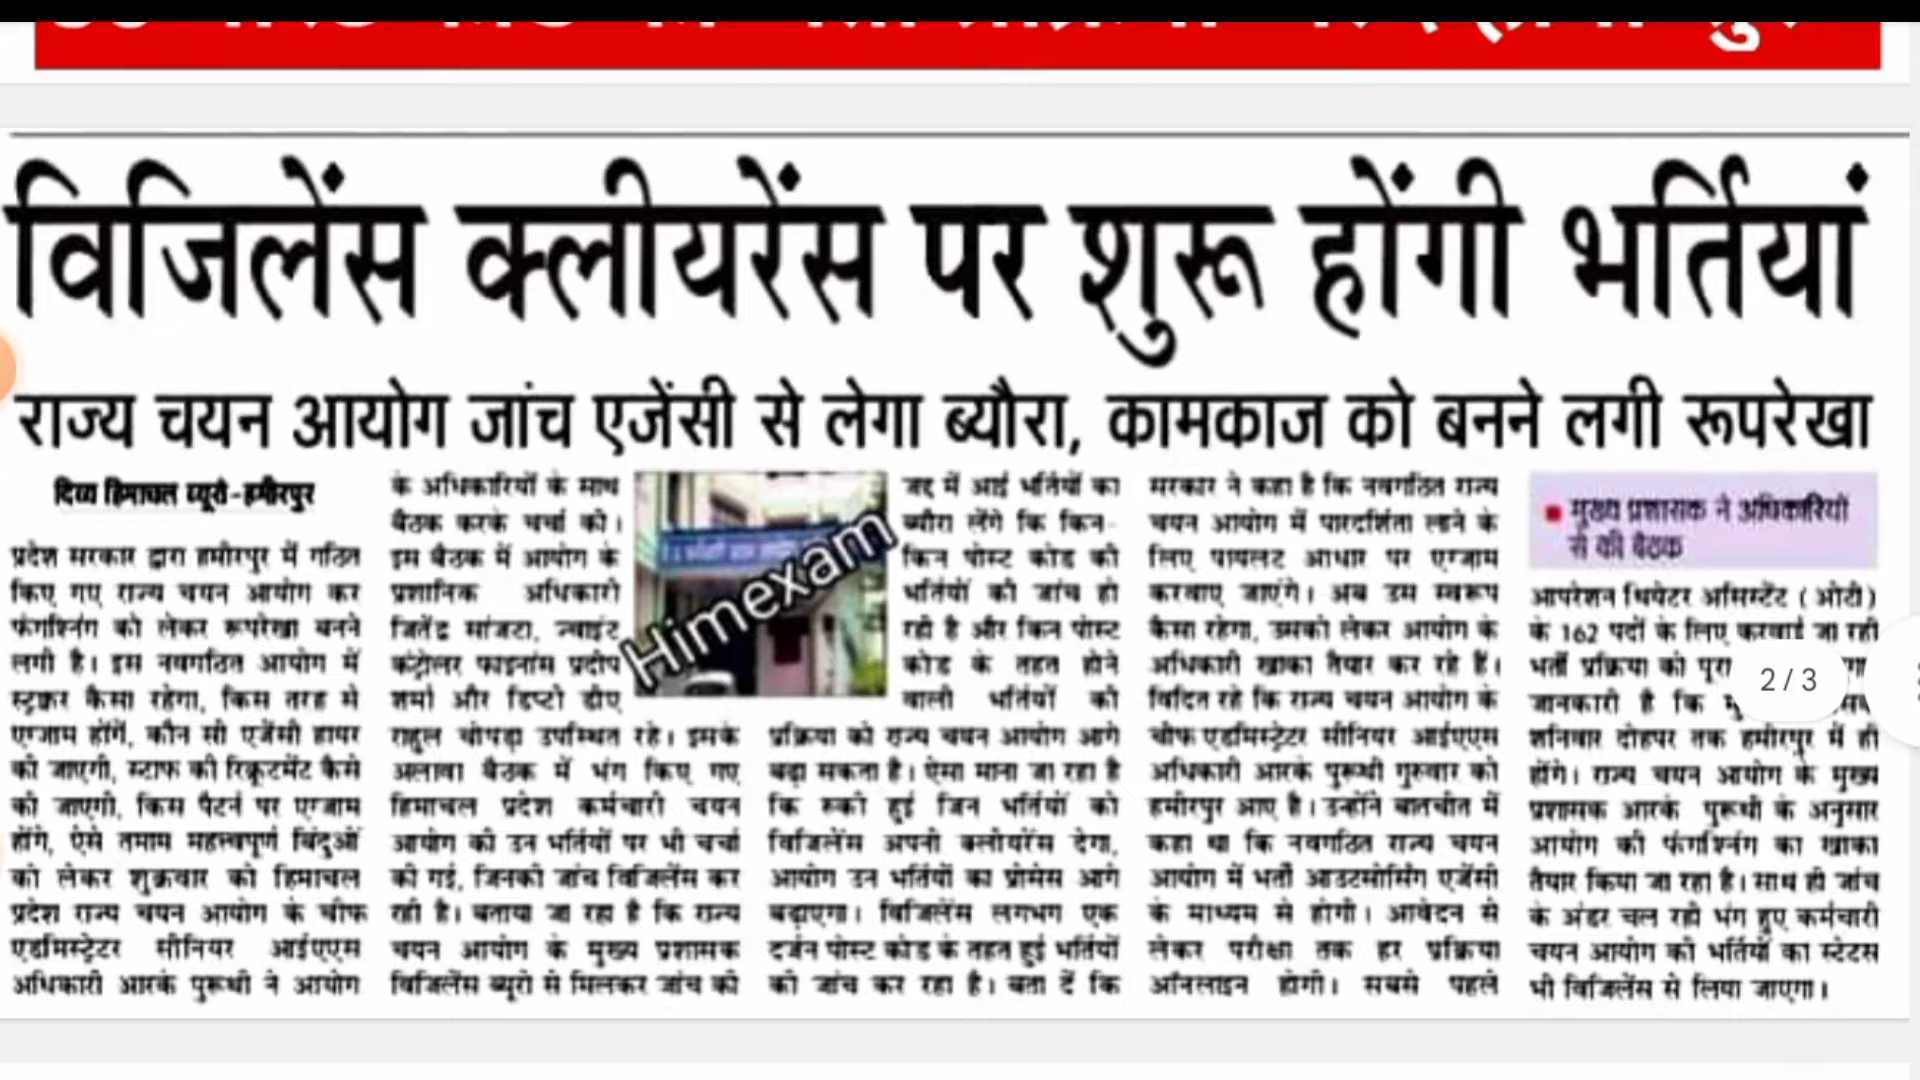 विजिलेंस क्लीयरेंस पर शुरू होंगी भर्तियां
राज्य चयन आयोग जांच एजेंसी से लेगा ब्यौरा, कामकाज को बनने लगी रूपरेखा
दिव्य हिमाचल ब्यूरो-हमीरपुर
प्रदेश सरकार द्वारा हमीरपुर में गठित
किए गए राज्य चयन आयोग कर
फंगश्निंग को लेकर रूपरेखा बनने
लगी है। इस नवगठित आयोग में
स्ट्रक्चर कैसा रहेगा, किस तरह से
एग्जाम होंगें, कौन सी एजेंसी हायर
की जाएगी, स्टाफ की रिक्रूटमेंट कैसे
की जाएगी, किस पैटर्न पर एग्जाम
होंगे, ऐसे तमाम महत्त्वपूर्ण बिंदुओं
को लेकर शुक्रवार को हिमाचल
प्रदेश राज्य चयन आयोग के चीफ
एडमिस्ट्रेटर सीनियर आईएएस
अधिकारी आरके पुरूथी ने आयोग
के अधिकारियों के साथ
बैठक करके चर्चा की।
इस बैठक में आयोग के
प्रशानिक अधिकारी
जितेंद्र सांजटा, ज्वाइंट
कंट्रोलर फाइनांस प्रदीप
शर्मा और डिप्टी डीए
राहुल चोपड़ा उपस्थित रहे। इसके
अलावा बैठक में भंग किए गए
हिमाचल प्रदेश कर्मचारी चयन
आयोग की उन भर्तियों पर भी चर्चा
की गई, जिनकी जांच विजिलेंस कर
रही है। बताया जा रहा है कि राज्य
चयन आयोग के मुख्य प्रशासक
विजिलेंस ब्यूरो से मिलकर जांच की
Himexam
जद्द में आई भर्तियों का
ब्यौरा लेंगे कि किन-
किन पोस्ट कोड की
भर्तियों की जांच हो
रही है और किन पोस्ट
कोड के तहत होने
वाली भर्तियों की
प्रक्रिया को राज्य चयन आयोग आगे
बढ़ा सकता है। ऐसा माना जा रहा है
कि रूकी हुई जिन भर्तियों को
विजिलेंस अपनी क्लीयरेंस देगा,
आयोग उन भर्तियों का प्रोसेस आगे
बढ़ाएगा। विजिलेंस लगभग एक
दर्जन पोस्ट कोड के तहत हुई भर्तियों
की जांच कर रहा है। बता दें कि
सरकार ने कहा है कि नवगठित राज्य
चयन आयोग में पारदर्शिता लाने के
लिए पायलट आधार पर एग्जाम
करवाए जाएंगे। अब उस स्वरूप
कैसा रहेगा, उसको लेकर आयोग के
अधिकारी खाका तैयार कर रहे हैं।
विदित रहे कि राज्य चयन आयोग के
चीफ एडमिस्ट्रेटर सीनियर आईएएस
अधिकारी आरके पुरूथी गुरुवार को
हमीरपुर आए है। उन्होंने बातचीत में
कहा था कि नवगठित राज्य चयन
आयोग में भर्ती आउटसोर्सिंग एजेंसी
के माध्यम से होगी। आवेदन से
लेकर परीक्षा तक हर प्रक्रिया
ऑनलाइन होगी। सबसे पहले
■ मुख्य प्रशासक ने अधिकारियों
से की बैठक
आपरेशन थियेटर असिस्टेंट (ओटी)
के 162 पदों के लिए करवाई जा रही
भर्ती प्रक्रिया को पूरा
जानकारी है कि
शनिवार दोहपर तक हमीरपुर में ही
होंगे। राज्य चयन आयोग के मुख्य
प्रशासक आरके पुरूथी के अनुसार
आयोग की फंगश्निंग का खाका
तैयार किया जा रहा है। साथ ही जांच
के अंडर चल रही भंग हुए कर्मचारी
चयन आयोग की भर्तियों का स्टेटस
भी विजिलेंस से लिया जाएगा।
2/3